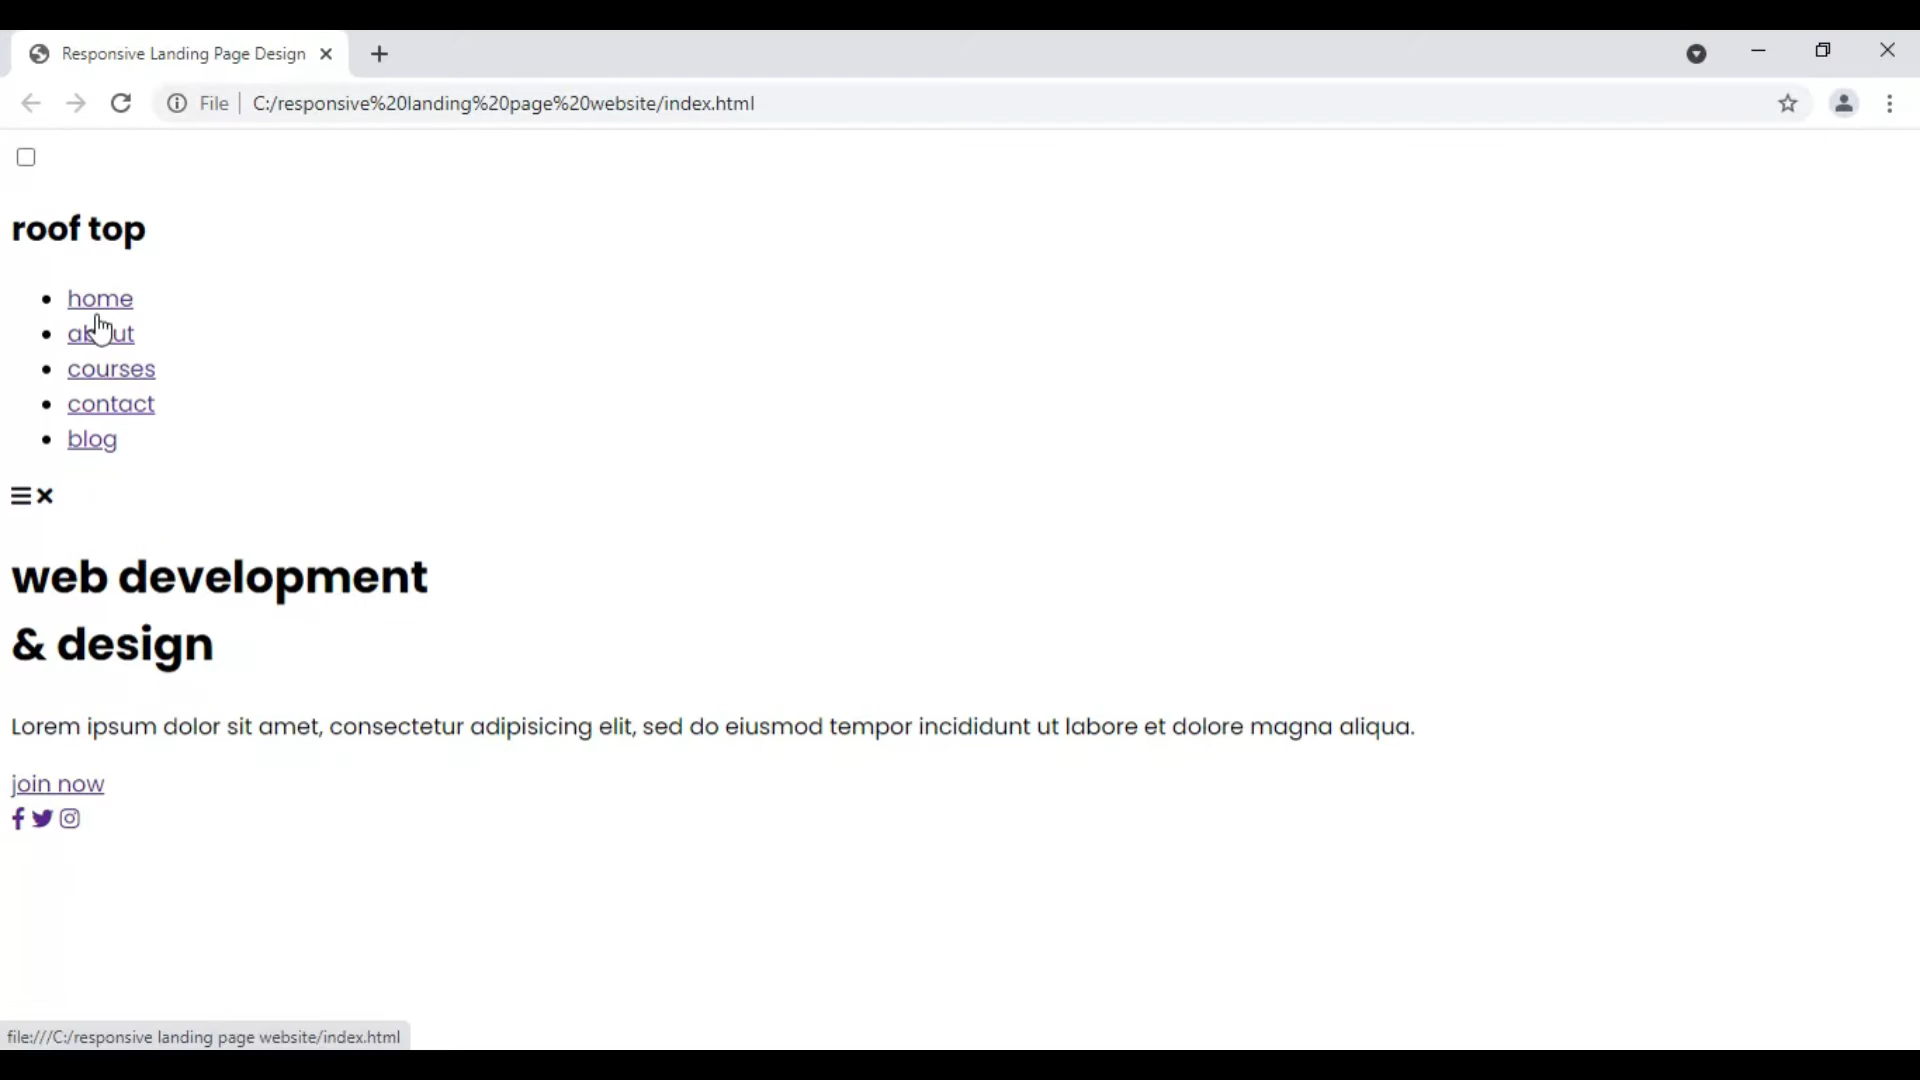 Responsive Landing Page Design
File C:/responsive%20landing%20page%20website/index.html
roof top
home
about
courses
contact
blog
web development
& design
Lorem ipsum dolor sit amet, consectetur adipisicing elit, sed do eiusmod tempor incididunt ut labore et dolore magna aliqua.
join now
file:///C:/responsive landing page website/index.html